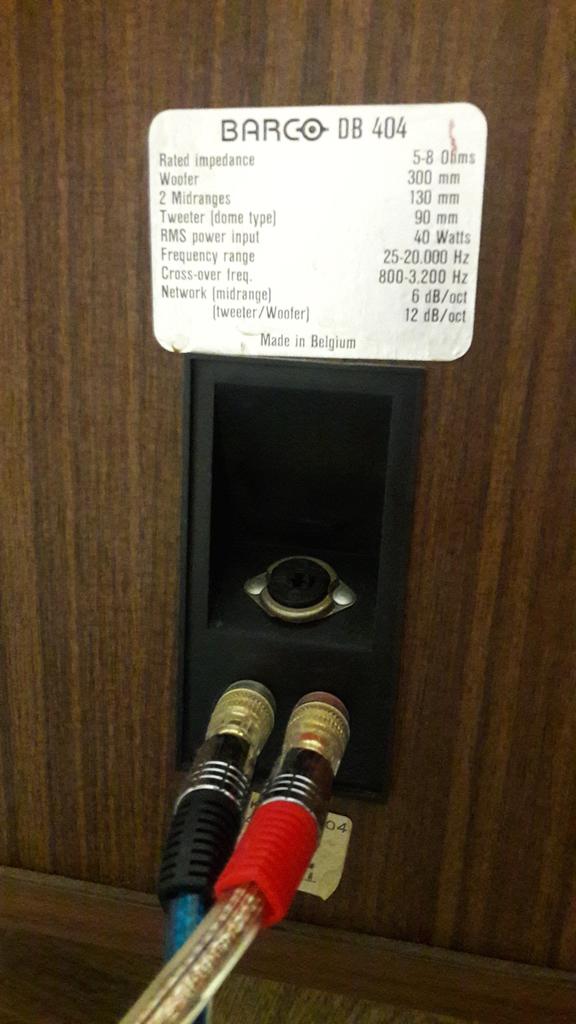 BARCO DB 404
Rated impedance 5-8 Ohms
Woofer 300 mm
2 Midranges 130 mm
Tweeter (dome type) 90 mm
RMS power input 40 Watts
Frequency range 25-20.000 Hz
Cross-over freq. 800-3.200 Hz
Network (midrange) 6 dB/oct
(tweeter/Woofer) 12 dB/oct
Made in Belgium
04